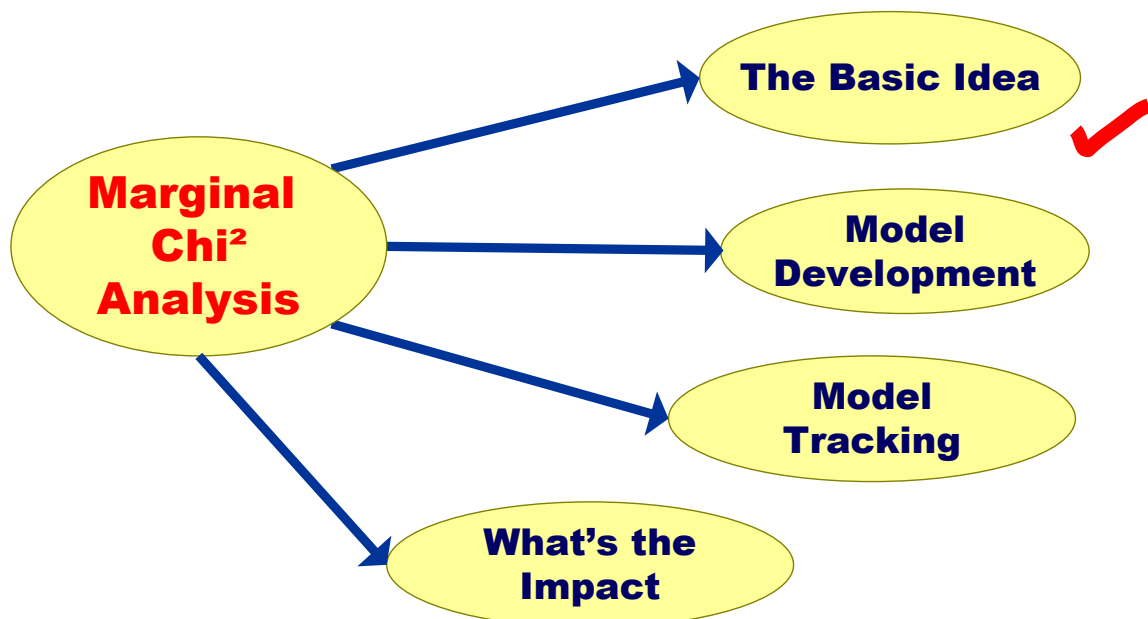 The Basic Idea
Marginal
Chi²
Analysis
Model
Development
Model
Tracking
What’s the
Impact